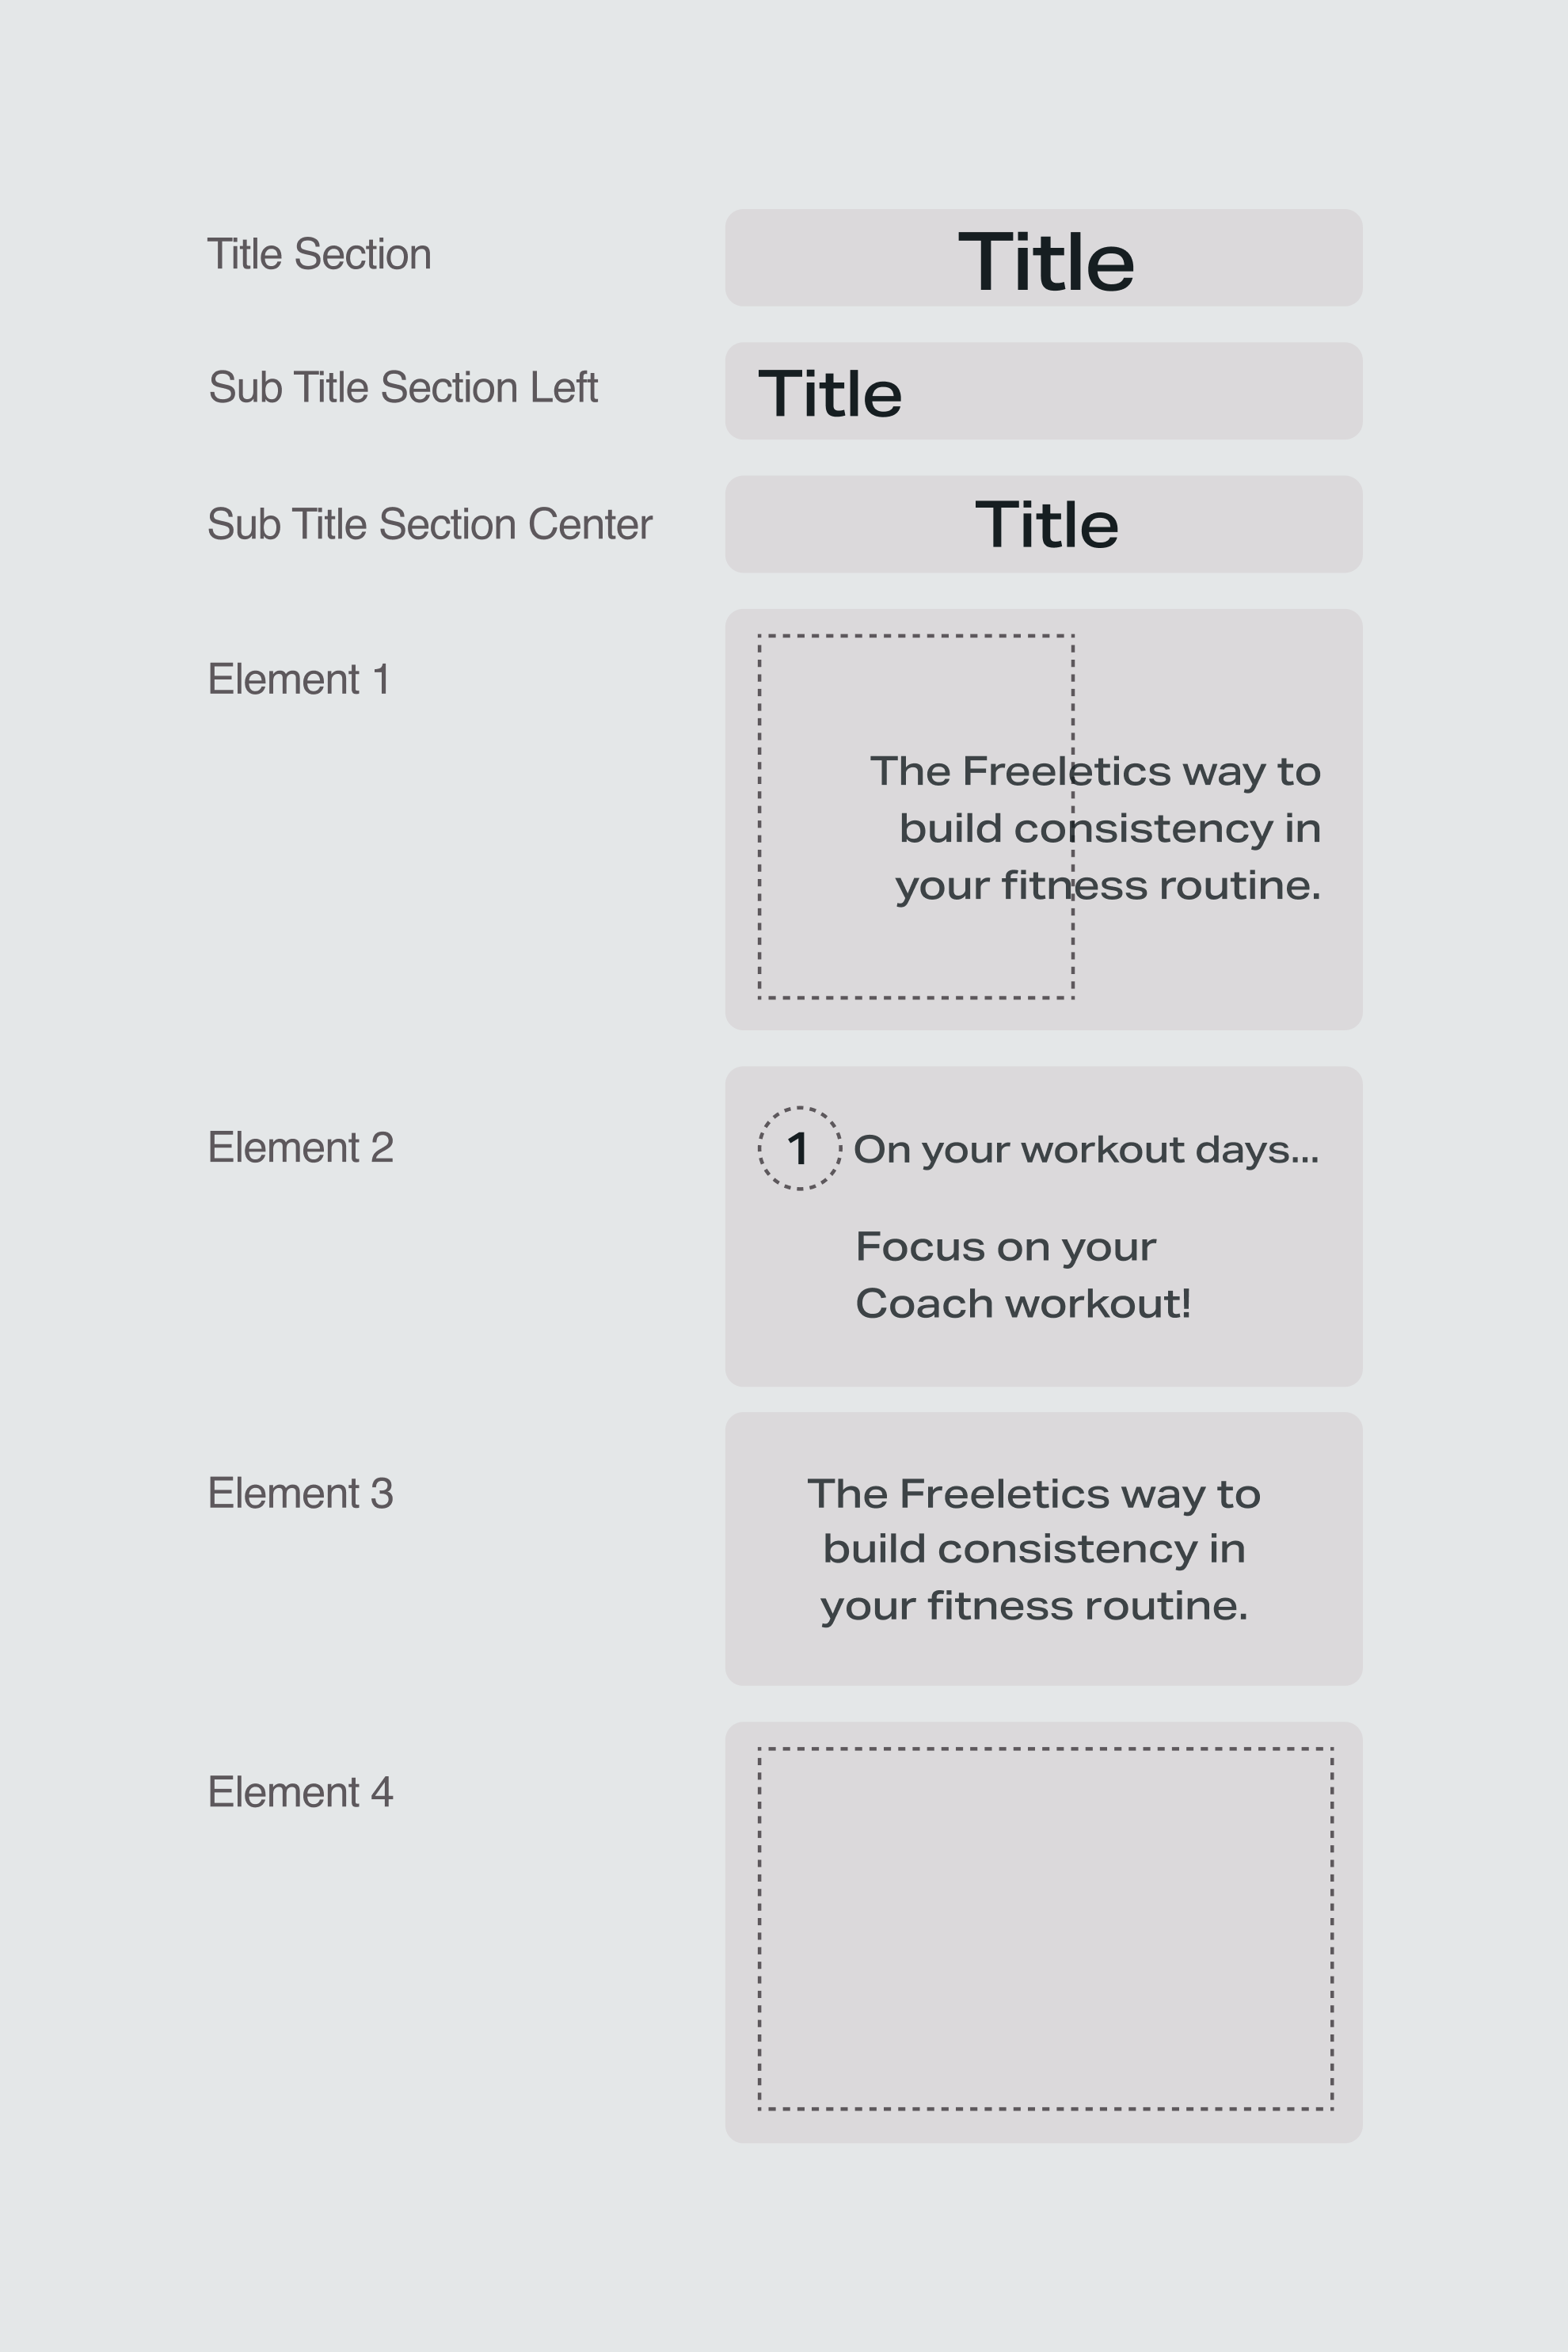 Title Section
Title
Sub Title Section Left
Title
Sub Title Section Center
Title
Element 1
The Freeletics way to
build consistency in
your fitness routine.
Element 2
1 On your workout days...
Focus on your
Coach workout!
Element 3
The Freeletics way to
build consistency in
your fitness routine.
Element 4